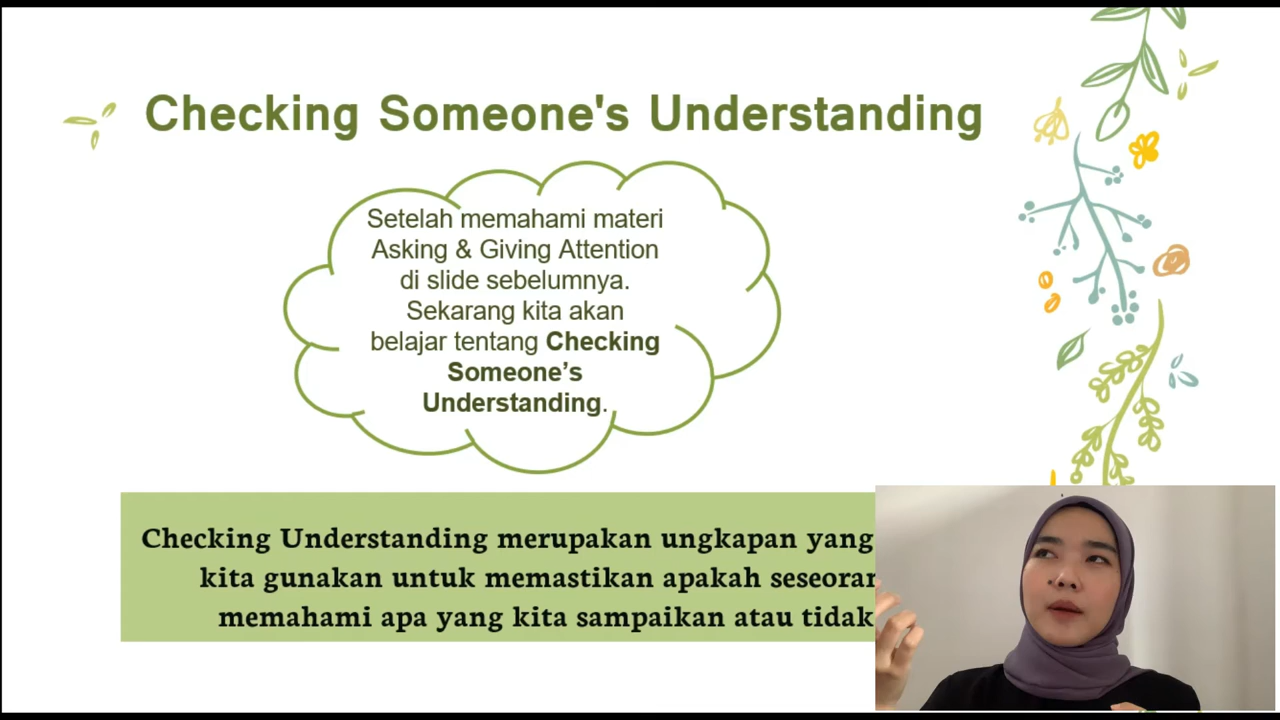 Checking Someone's Understanding
Setelah memahami materi
Asking & Giving Attention
di slide sebelumnya.
Sekarang kita akan
belajar tentang Checking
Someone’s
Understanding.
Checking Understanding merupakan ungkapan yang
kita gunakan untuk memastikan apakah
memahami apa yang kita sampaikan atau tidak